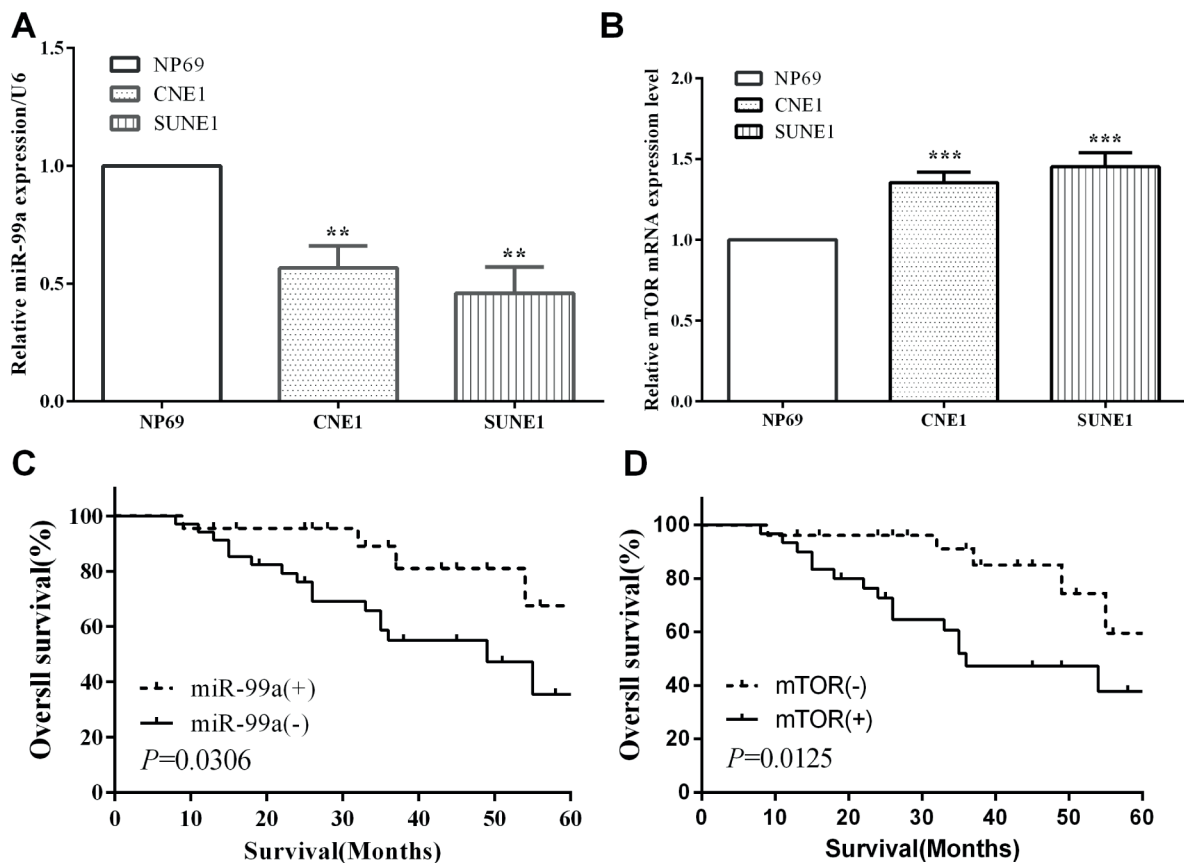 A
Relative miR-99a expression/U6
1.5
1.0
0.5
0.0
NP69
CNE1
SUNE1
**
**
NP69
CNE1
SUNE1
B
Relative mTOR mRNA expression level
2.0
1.5
1.0
0.5
0.0
NP69
CNE1
SUNE1
***
***
NP69
CNE1
SUNE1
C
Oversll survival(%)
100
80
60
40
20
0
miR-99a(+)
miR-99a(-)
P=0.0306
0 10 20 30 40 50 60
Survival(Months)
D
Oversll survival(%)
100
80
60
40
20
0
mTOR(-)
mTOR(+)
P=0.0125
0 10 20 30 40 50 60
Survival(Months)